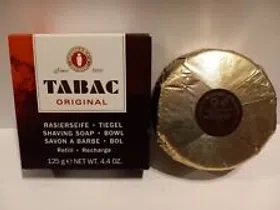 TABAC
ORIGINAL
RASIERSEIFE · TIEGEL
SHAVING SOAP · BOWL
SAVON A BARBE · BOL
Refill · Recharge
125 g ℮ NET WT. 4.4 OZ.